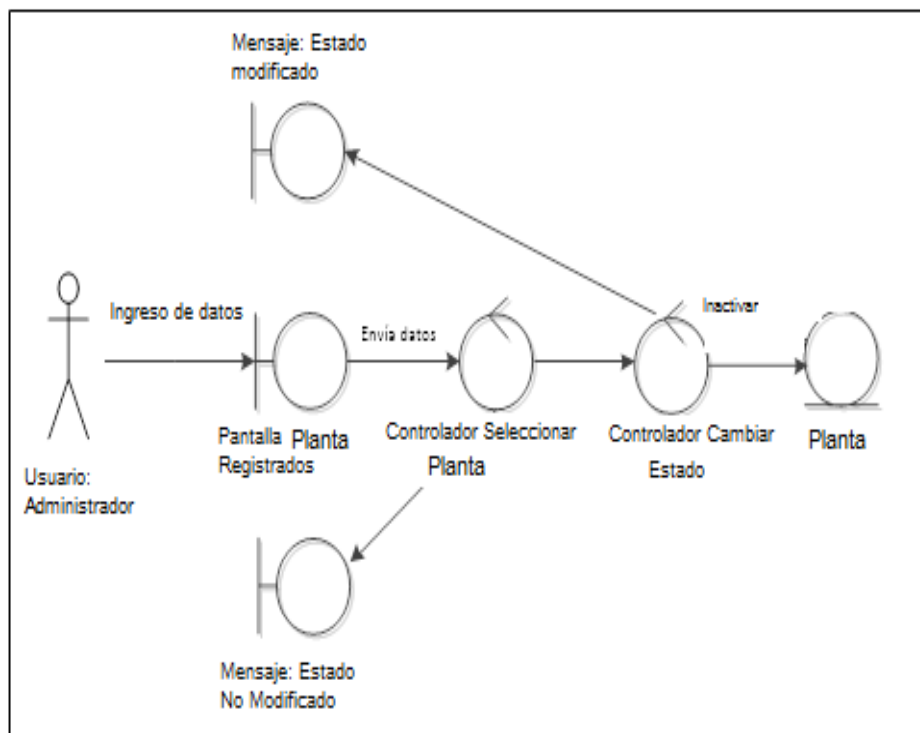 Mensaje: Estado
modificado
Ingreso de datos
Envía datos
Inactivar
Pantalla Planta
Registrados
Controlador Seleccionar
Planta
Controlador Cambiar
Estado
Planta
Usuario:
Administrador
Mensaje: Estado
No Modificado